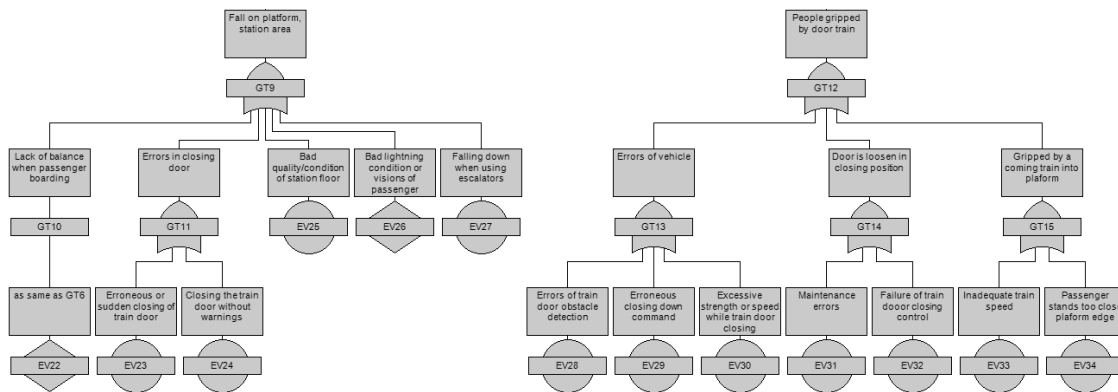 Fall on platform,
station area
GT9
Lack of balance
when passenger
boarding
GT10
Errors in closing
door
GT11
Bad
quality/condition
of station floor
EV25
Bad lightning
condition or
visions of
passenger
EV26
Falling down
when using
escalators
EV27
as same as GT6
EV22
Erroneous or
sudden closing of
train door
EV23
Closing the train
door without
warnings
EV24
People gripped
by door train
GT12
Errors of vehicle
GT13
Door is loosen in
closing position
GT14
Gripped by a
coming train into
plaform
GT15
Errors of train
door obstacle
detection
EV28
Erroneous
closing down
command
EV29
Excessive
strength or speed
while train door
closing
EV30
Maintenance
errors
EV31
Failure of train
dooor closing
control
EV32
Inadequate train
speed
EV33
Passenger
stands too close
plaform edge
EV34